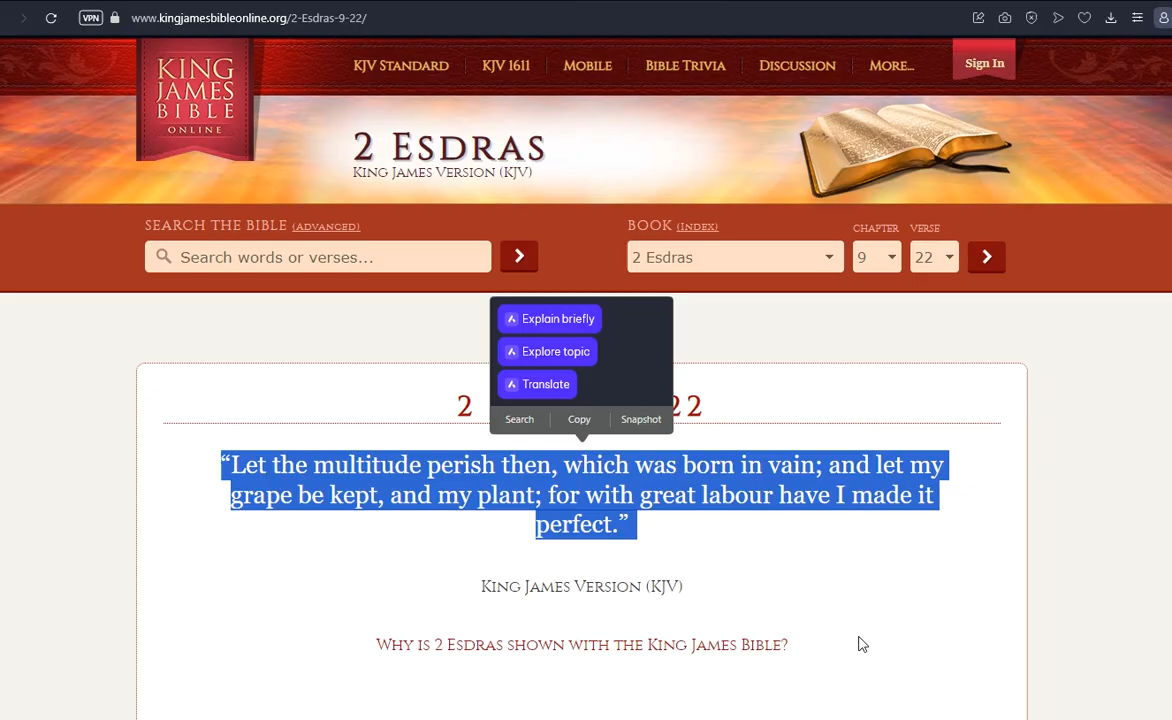 VPN
www.kingjamesbibleonline.org/2-Esdras-9-22/
KING
JAMES
BIBLE
ONLINE
KJV STANDARD
KJV 1611
MOBILE
BIBLE TRIVIA
DISCUSSION
MORE...
Sign In
2 ESDRAS
KING JAMES VERSION (KJV)
SEARCH THE BIBLE (ADVANCED)
BOOK (INDEX)
CHAPTER
VERSE
Search words or verses...
2 Esdras
9
22
Explain briefly
Explore topic
Translate
Search
Copy
Snapshot
2
22
“Let the multitude perish then, which was born in vain; and let my
grape be kept, and my plant; for with great labour have I made it
perfect.”
KING JAMES VERSION (KJV)
WHY IS 2 ESDRAS SHOWN WITH THE KING JAMES BIBLE?